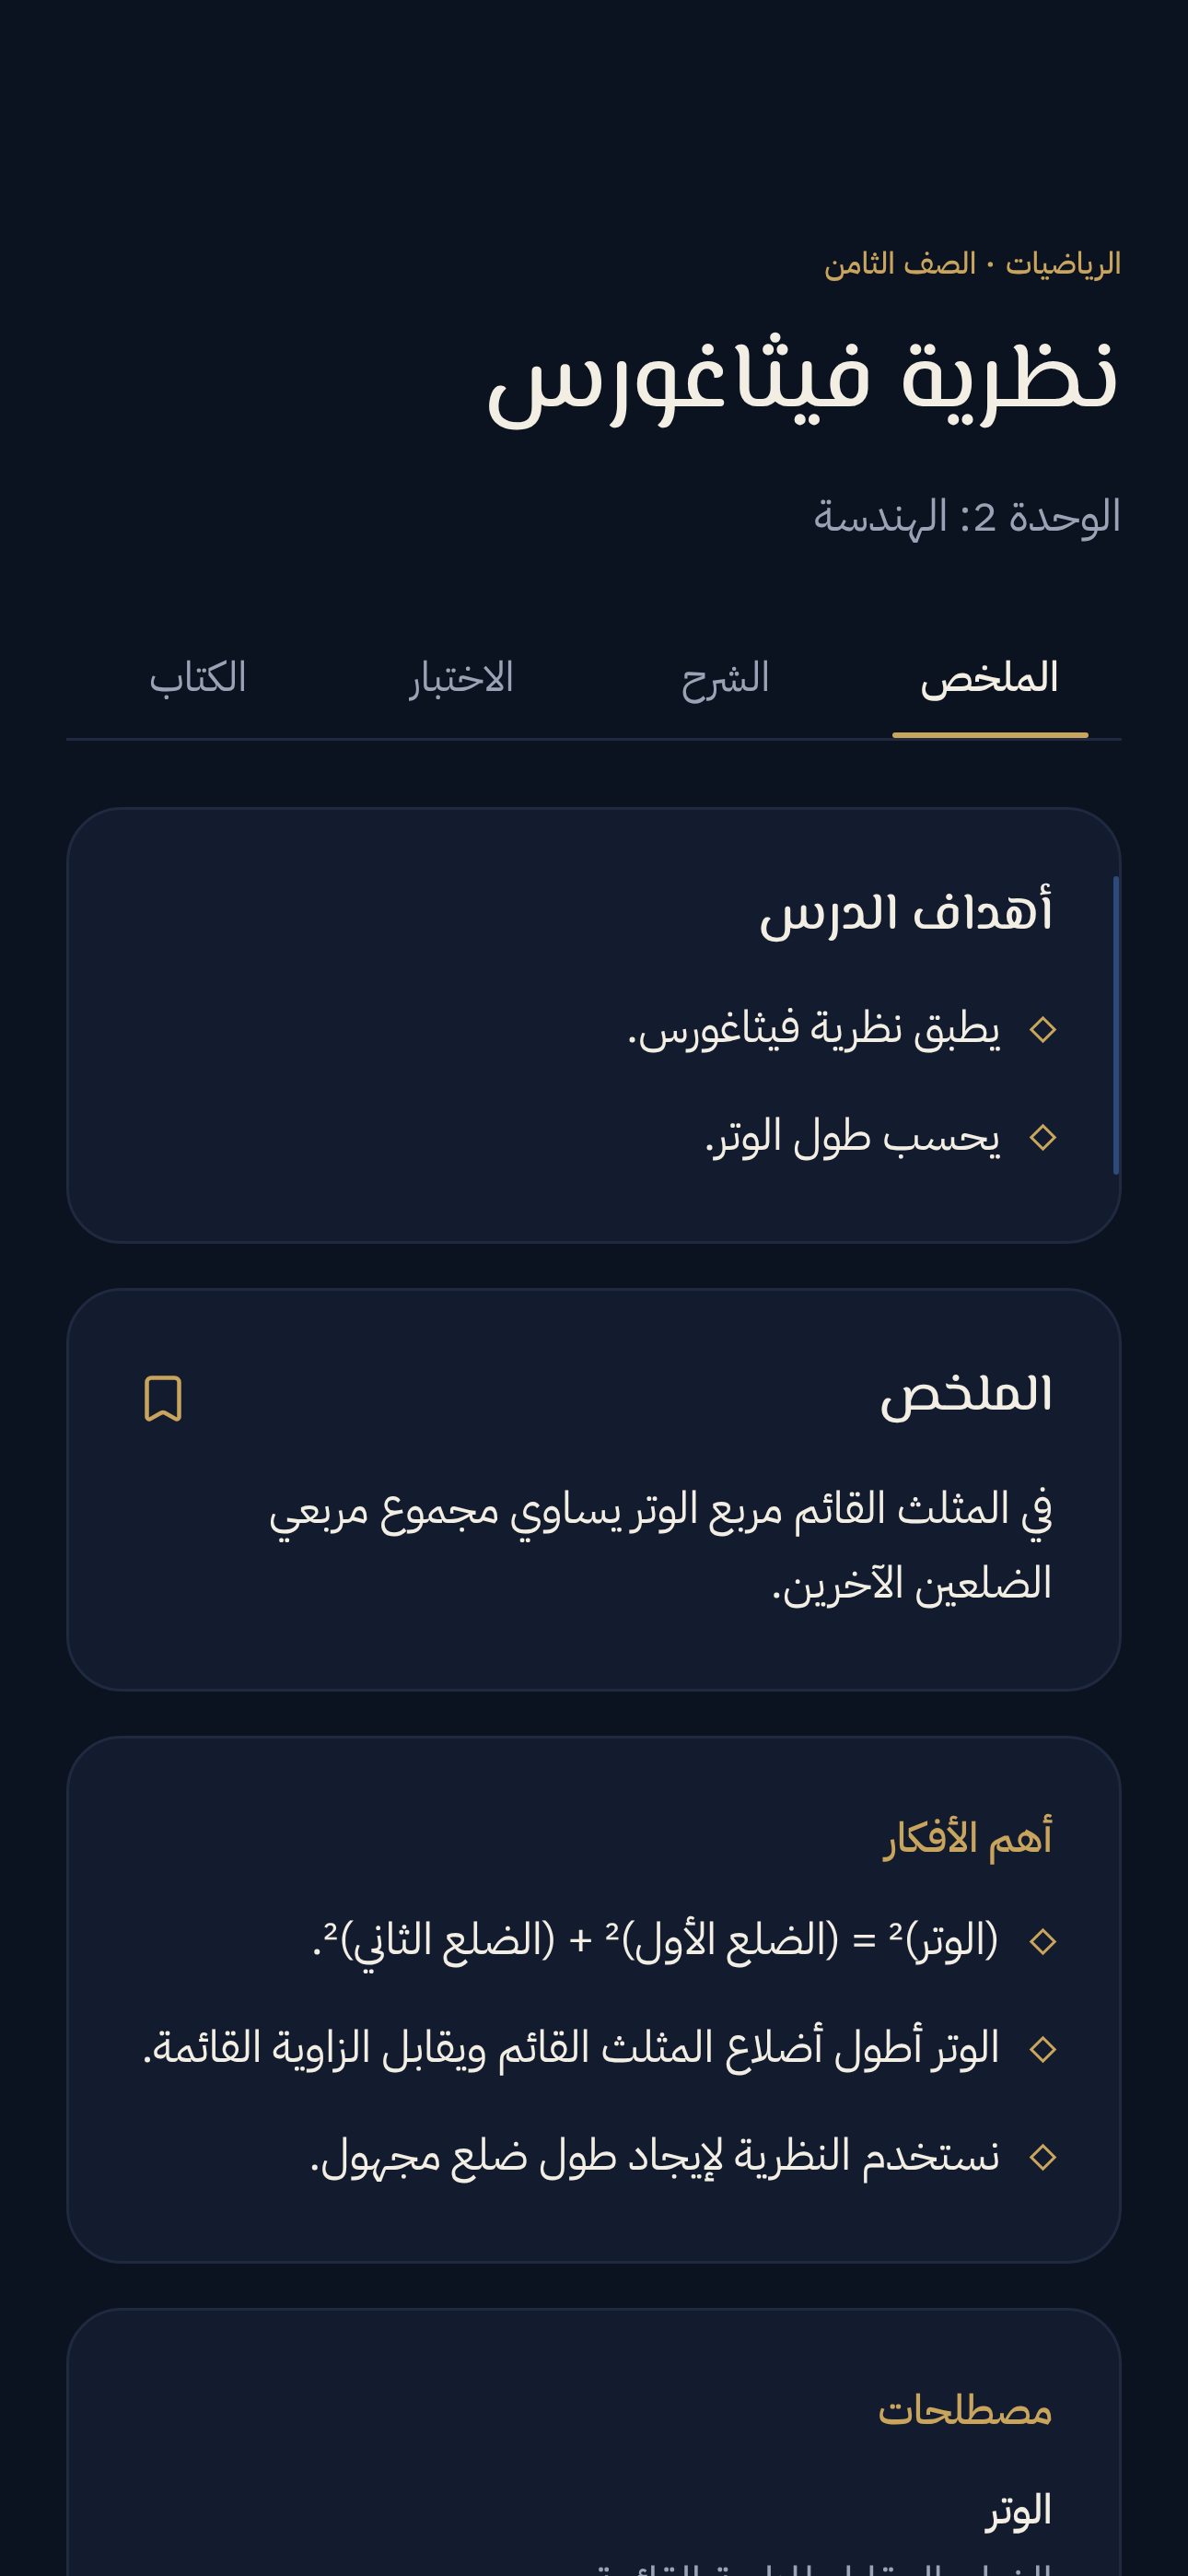 الرياضيات · الصف الثامن
نظرية فيثاغورس
الوحدة 2: الهندسة
الملخص الشرح الاختبار الكتاب
أهداف الدرس
يطبق نظرية فيثاغورس.
يحسب طول الوتر.
الملخص
في المثلث القائم مربع الوتر يساوي مجموع مربعي
الضلعين الآخرين.
أهم الأفكار
(الوتر)² = (الضلع الأول)² + (الضلع الثاني)².
الوتر أطول أضلاع المثلث القائم ويقابل الزاوية القائمة.
نستخدم النظرية لإيجاد طول ضلع مجهول.
مصطلحات
الوتر